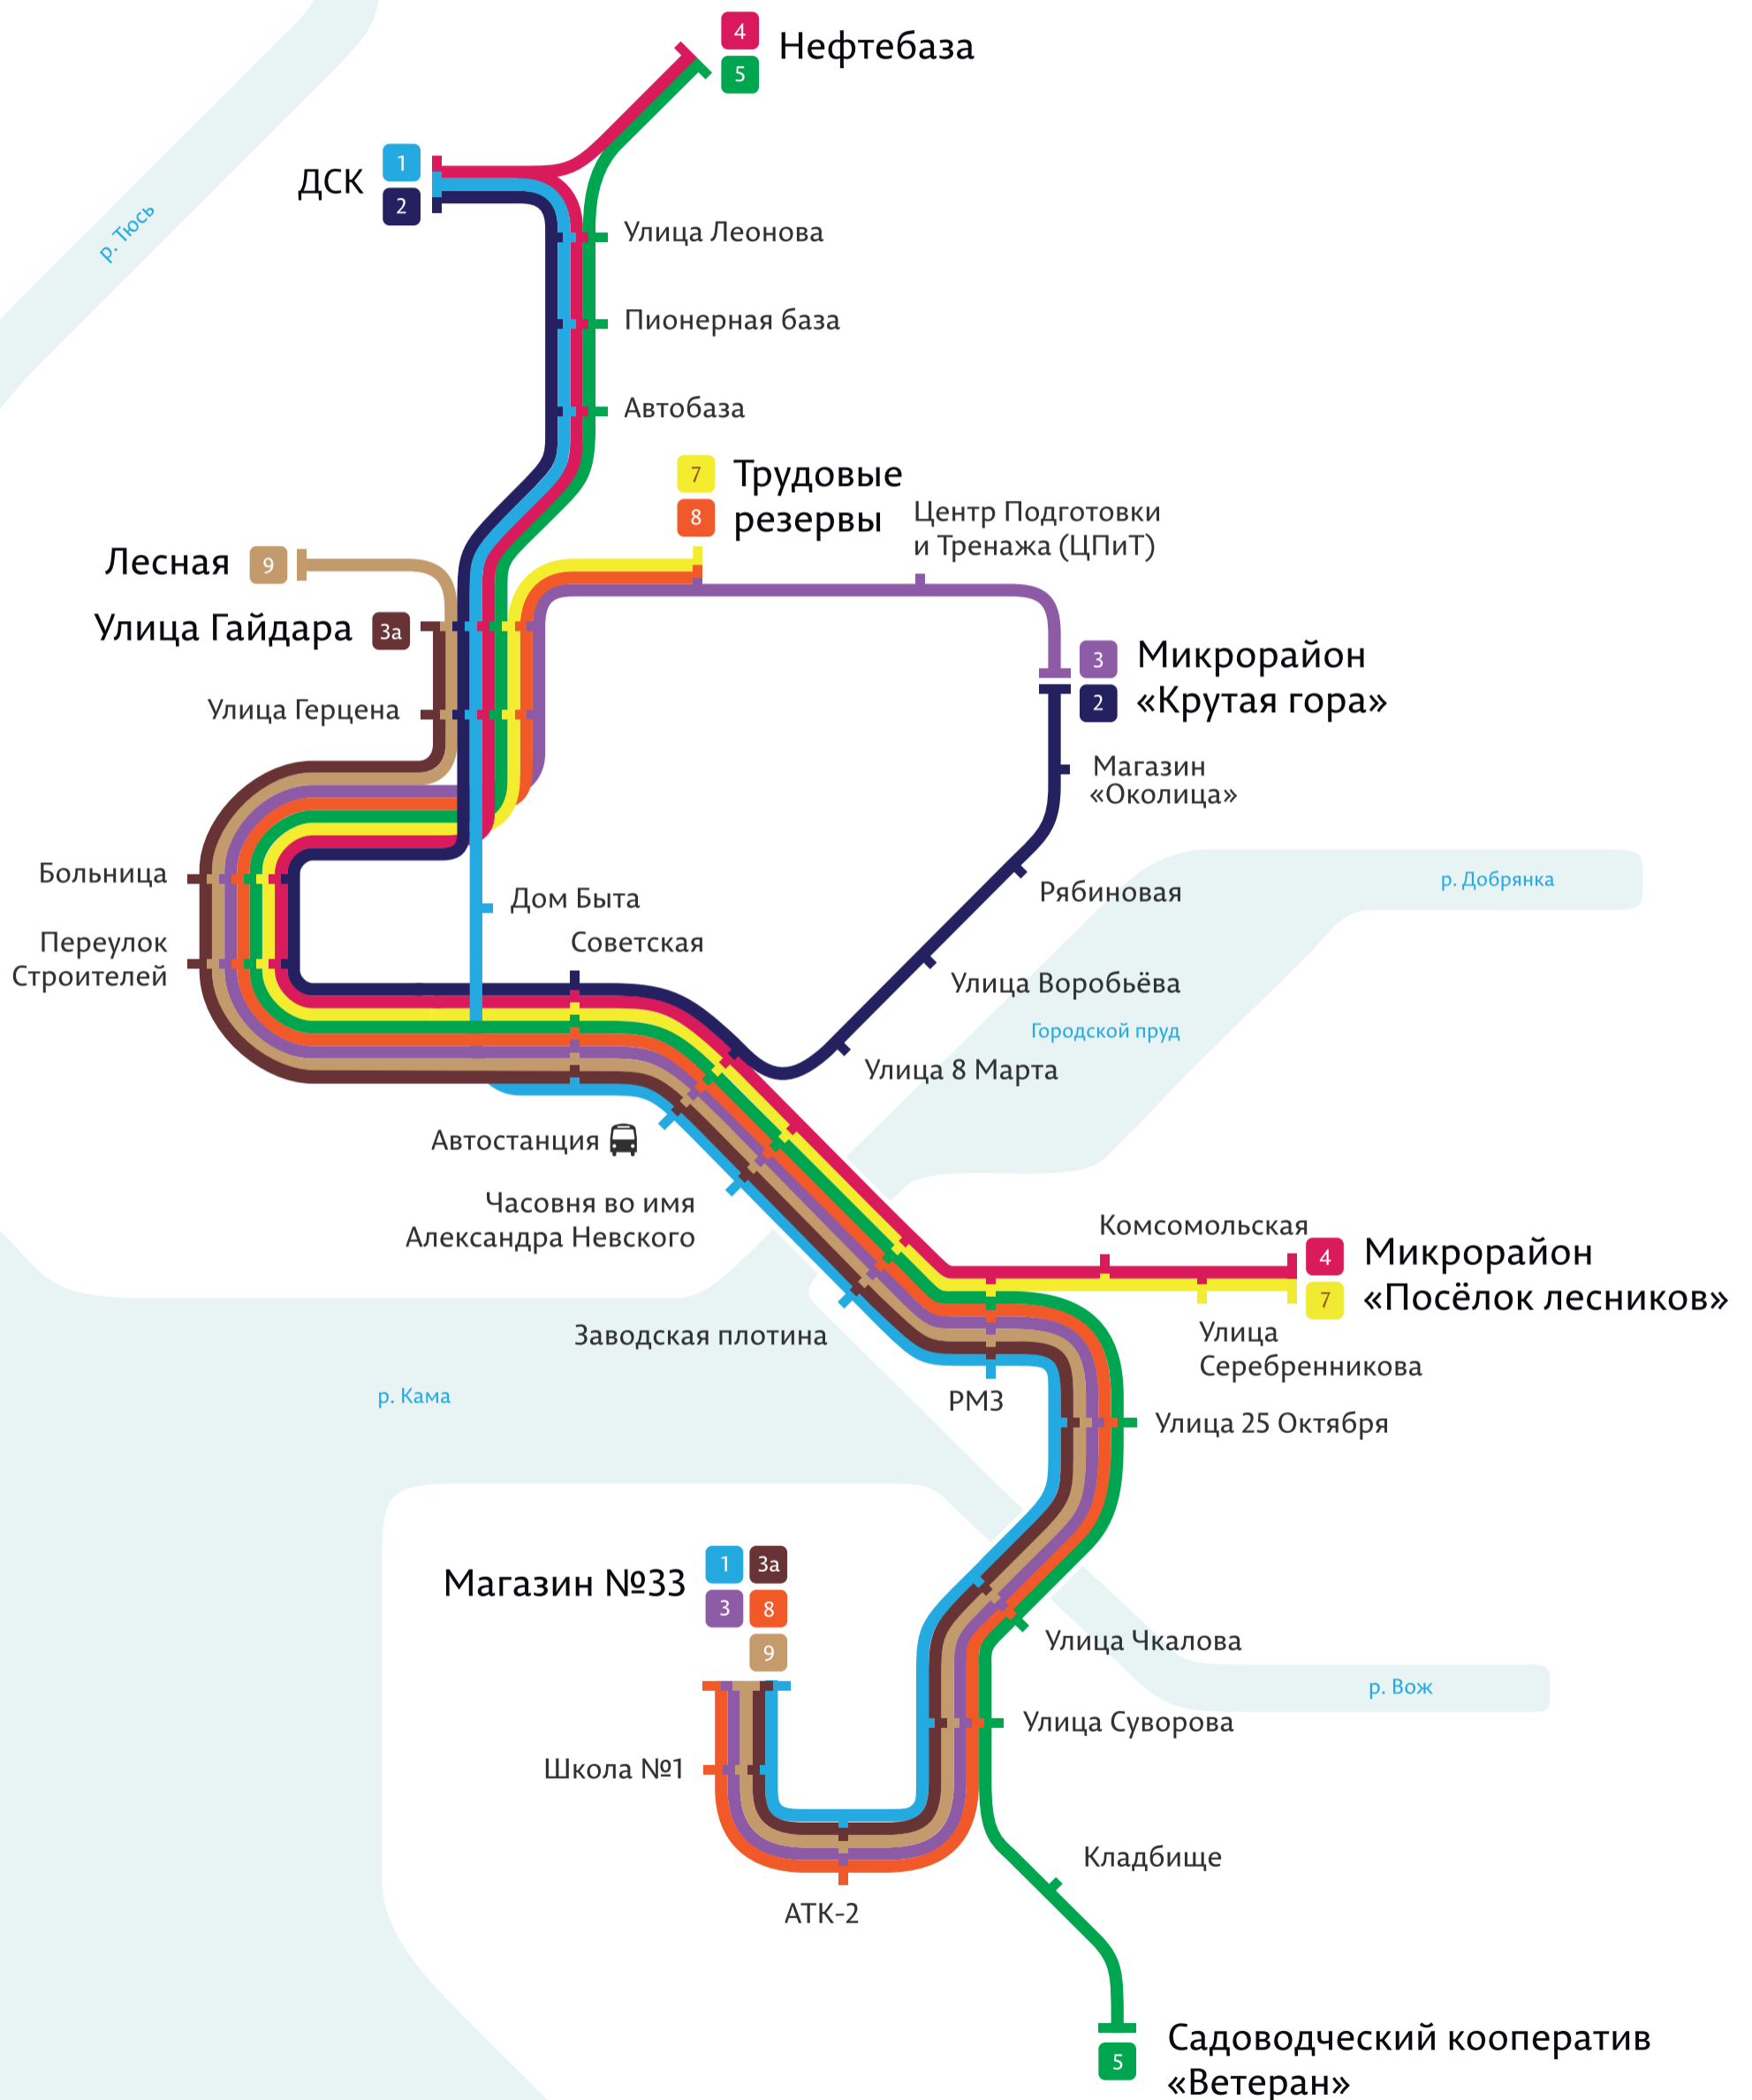 4
Нефтебаза
5
1
ДСК
2
р. Тюсь
Улица Леонова
Пионерная база
Автобаза
7
Трудовые
8
резервы
Центр Подготовки
и Тренажа (ЦПиТ)
Лесная
9
Улица Гайдара
3а
3
Микрорайон
2
«Крутая гора»
Улица Герцена
Магазин
«Околица»
Больница
р. Добрянка
Рябиновая
Дом Быта
Переулок
Строителей
Советская
Улица Воробьёва
Городской пруд
Улица 8 Марта
Автостанция
Часовня во имя
Александра Невского
Комсомольская
4
Микрорайон
7
«Посёлок лесников»
Заводская плотина
Улица
Серебренникова
р. Кама
РМЗ
Улица 25 Октября
Магазин №33
1
3а
3
8
9
Улица Чкалова
р. Вож
Улица Суворова
Школа №1
Кладбище
АТК-2
Садоводческий кооператив
5
«Ветеран»